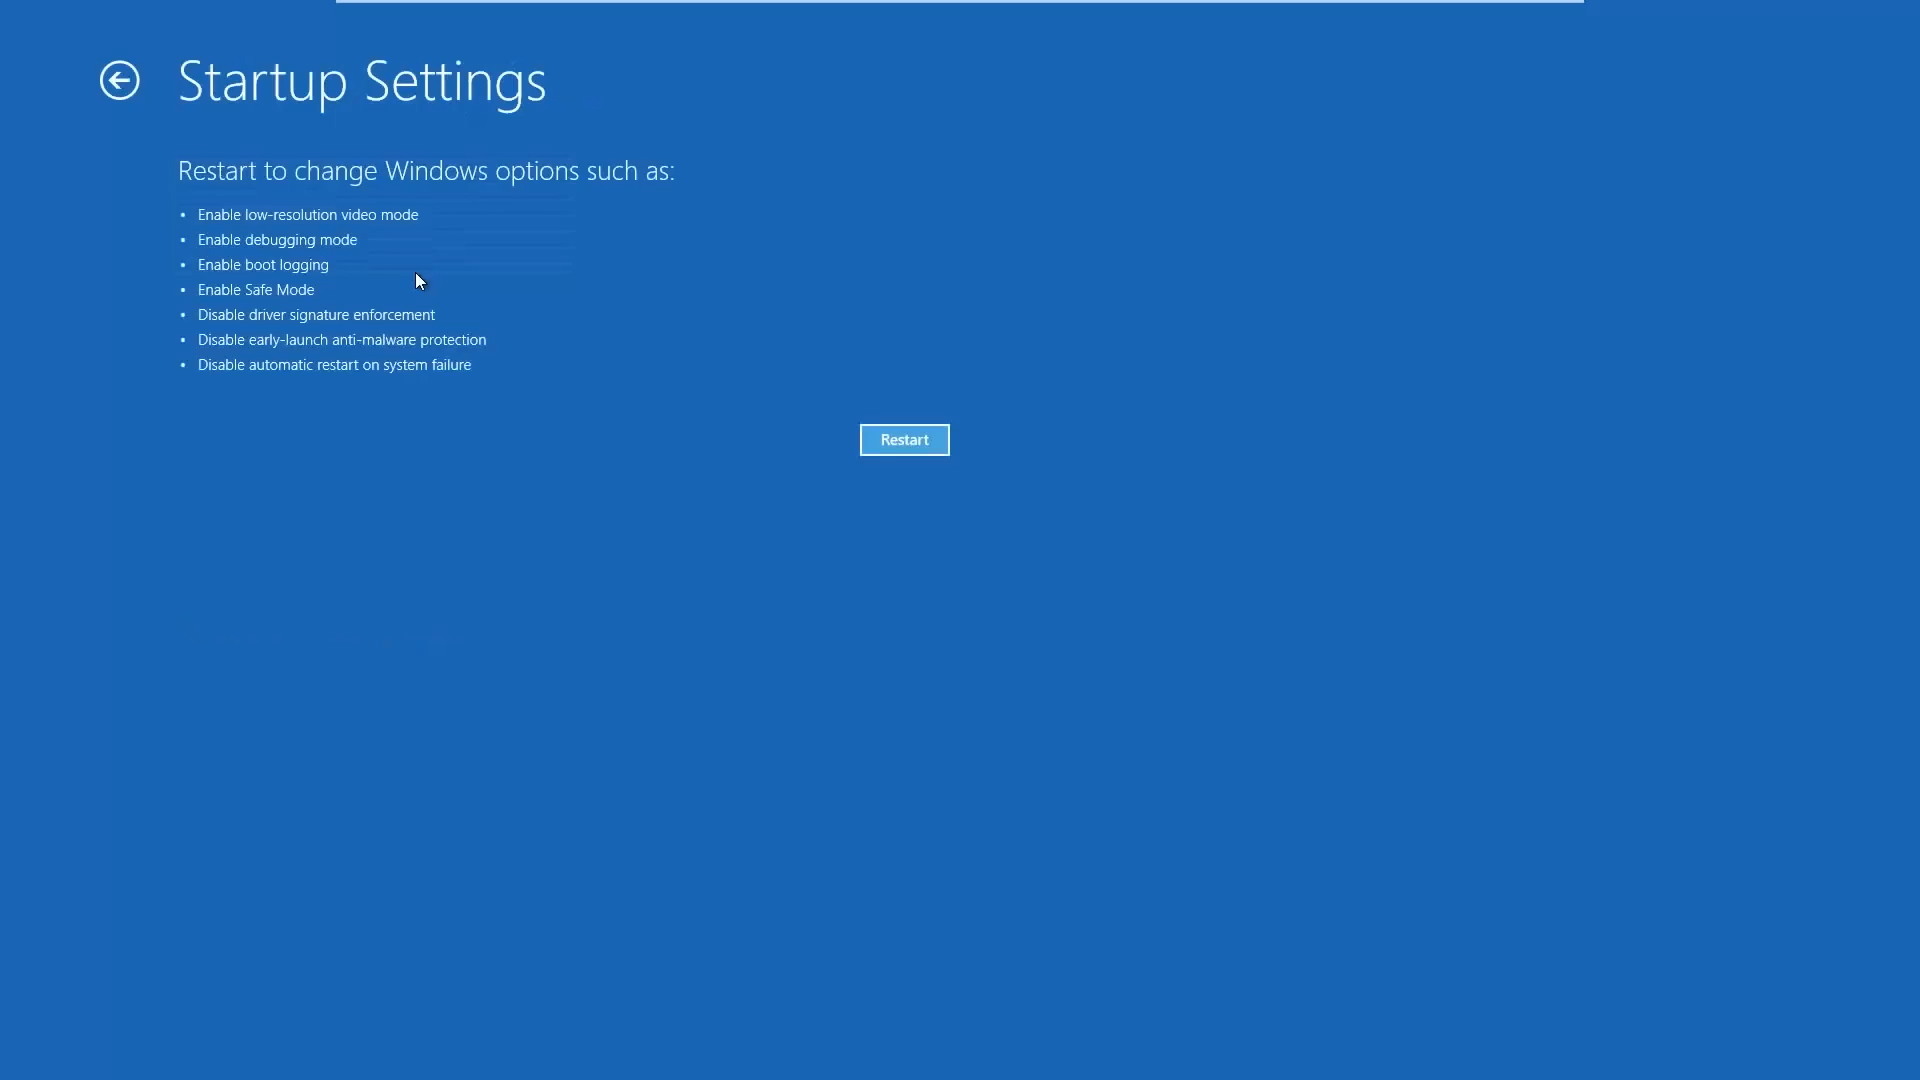 Startup Settings
Restart to change Windows options such as:
• Enable low-resolution video mode
• Enable debugging mode
• Enable boot logging
• Enable Safe Mode
• Disable driver signature enforcement
• Disable early-launch anti-malware protection
• Disable automatic restart on system failure
Restart